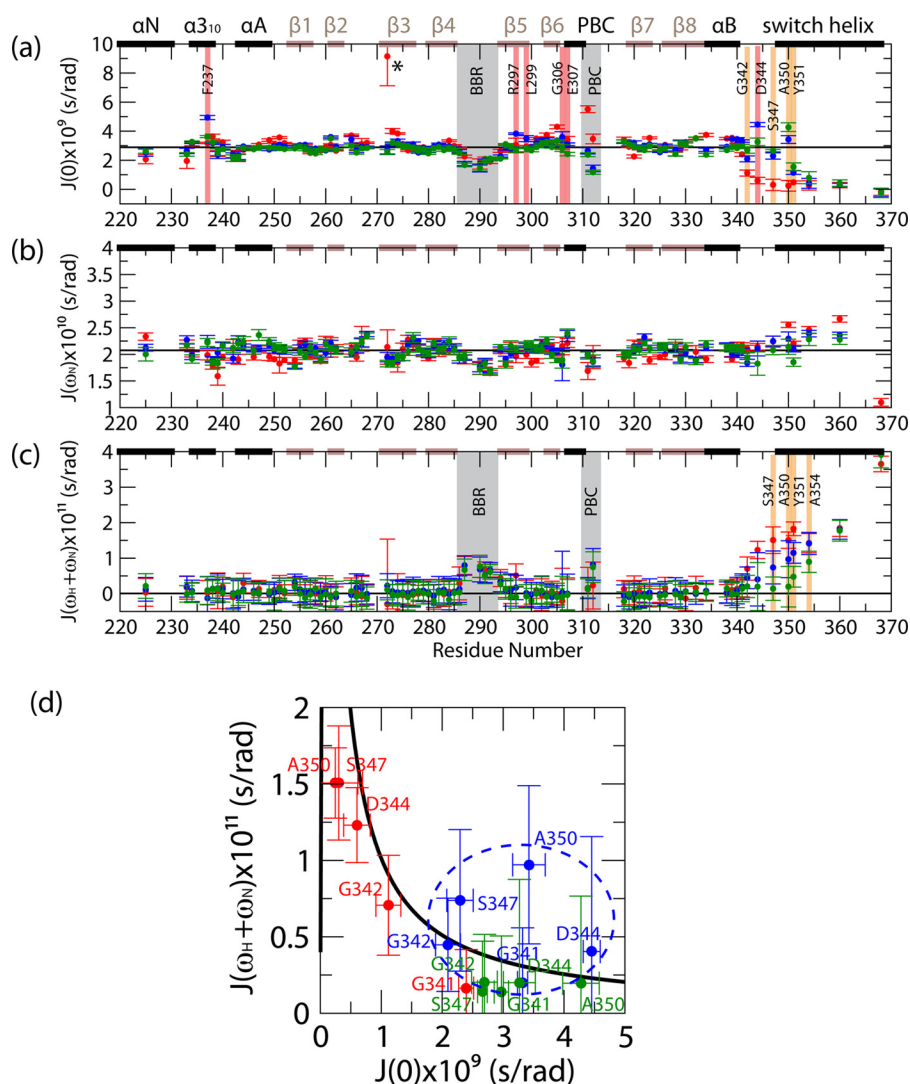 αN α3₁₀ αA β1 β2 β3 β4 β5 β6 PBC β7 β8 αB switch helix
(a)
J(0)x10⁹ (s/rad)
10
8
6
4
2
0
F237 * BBR R297 L299 G306 E307 PBC G342 D344 S347 A350 Y351
220 230 240 250 260 270 280 290 300 310 320 330 340 350 360 370
(b)
J(ωN)x10¹⁰ (s/rad)
4
3.5
3
2.5
2
1.5
1
220 230 240 250 260 270 280 290 300 310 320 330 340 350 360 370
(c)
J(ωH+ωN)x10¹¹ (s/rad)
4
3
2
1
0
BBR PBC S347 A350 Y351 A354
220 230 240 250 260 270 280 290 300 310 320 330 340 350 360 370
Residue Number
(d)
J(ωH+ωN)x10¹¹ (s/rad)
2
1.5
1
0.5
0
A350 S347
D344
A350
G342
S347
G342 G341 D344
G342 D344
G341
S347 G341 A350
0 1 2 3 4 5
J(0)x10⁹ (s/rad)